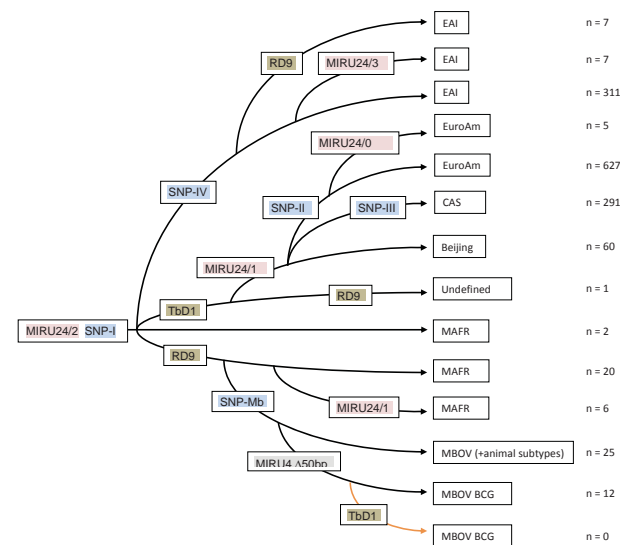 EAI n = 7
RD9 MIRU24/3 EAI n = 7
EAI n = 311
EuroAm n = 5
MIRU24/0
EuroAm n = 627
SNP-IV
SNP-II SNP-III CAS n = 291
Beijing n = 60
MIRU24/1
Undefined n = 1
RD9
TbD1
MIRU24/2 SNP-I MAFR n = 2
RD9
MAFR n = 20
SNP-Mb MIRU24/1 MAFR n = 6
MBOV (+animal subtypes) n = 25
MIRU4 Δ50bp
MBOV BCG n = 12
TbD1
MBOV BCG n = 0